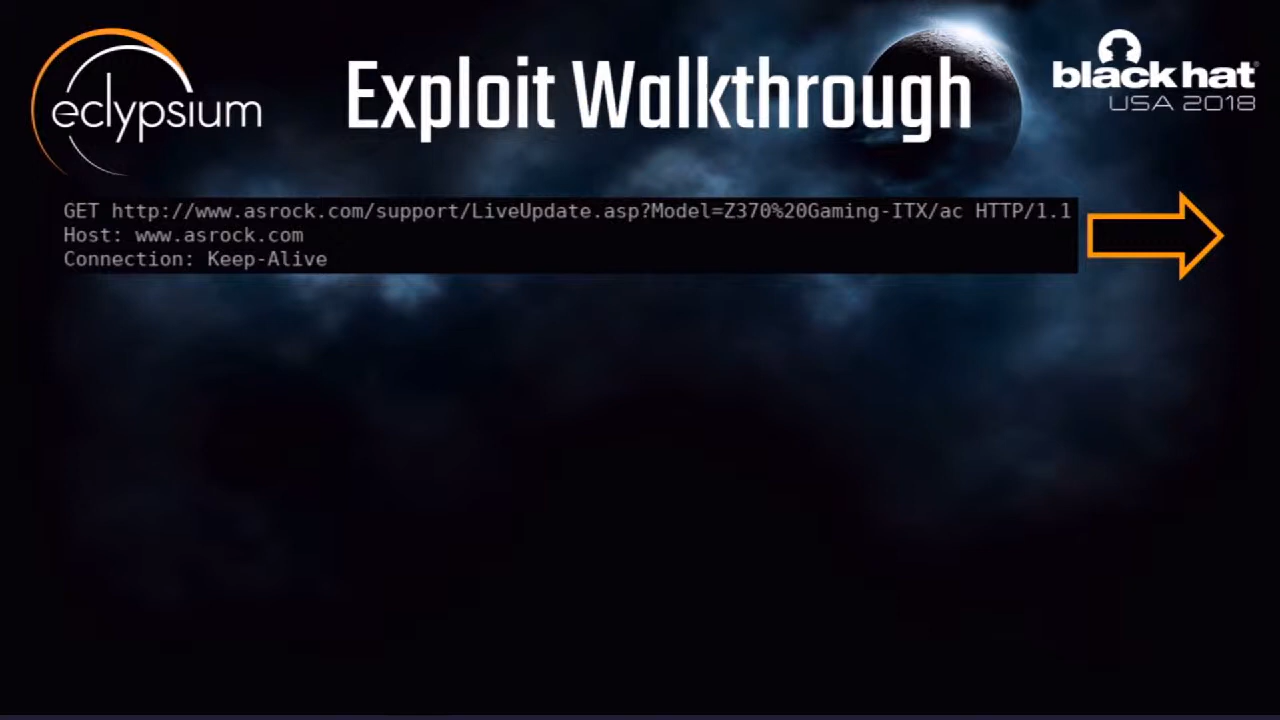 eclypsium
Exploit Walkthrough
black hat®
USA 2018
GET http://www.asrock.com/support/LiveUpdate.asp?Model=Z370%20Gaming-ITX/ac HTTP/1.1
Host: www.asrock.com
Connection: Keep-Alive